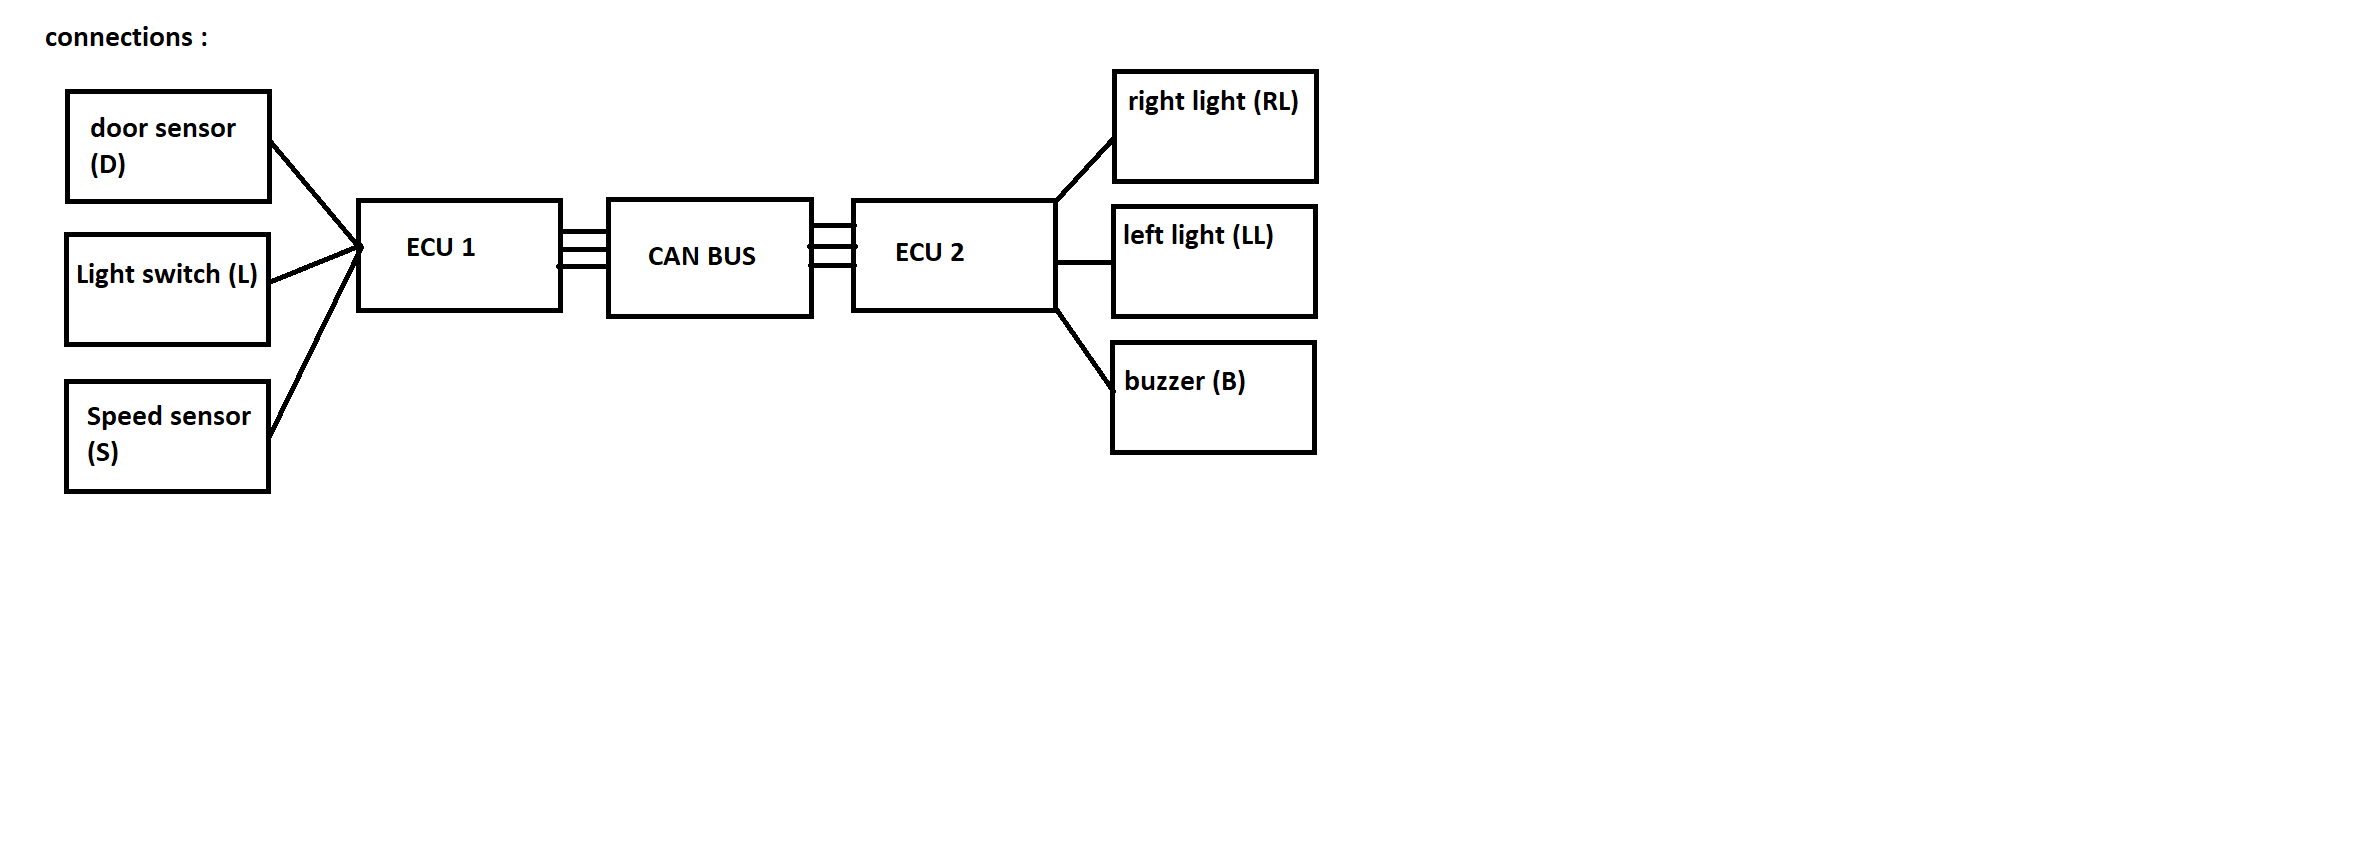 connections :
door sensor
(D)
Light switch (L)
Speed sensor
(S)
ECU 1
CAN BUS
ECU 2
right light (RL)
left light (LL)
buzzer (B)